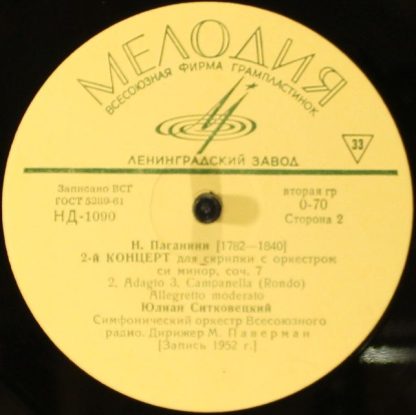 МЕЛОДИЯ
ВСЕСОЮЗНАЯ ФИРМА ГРАМПЛАСТИНОК
33
ЛЕНИНГРАДСКИЙ ЗАВОД
Записано ВСГ
ГОСТ 5289-61
НД-1090
вторая гр
0-70
Сторона 2
Н. Паганини [1782—1840]
2-й КОНЦЕРТ для скрипки с оркестром
си минор, соч. 7
2. Adagio 3. Campanella (Rondo)
Allegretto moderato
Юлиан Ситковецкий
Симфонический оркестр Всесоюзного
радио. Дирижер М. Паверман
[Запись 1952 г.]